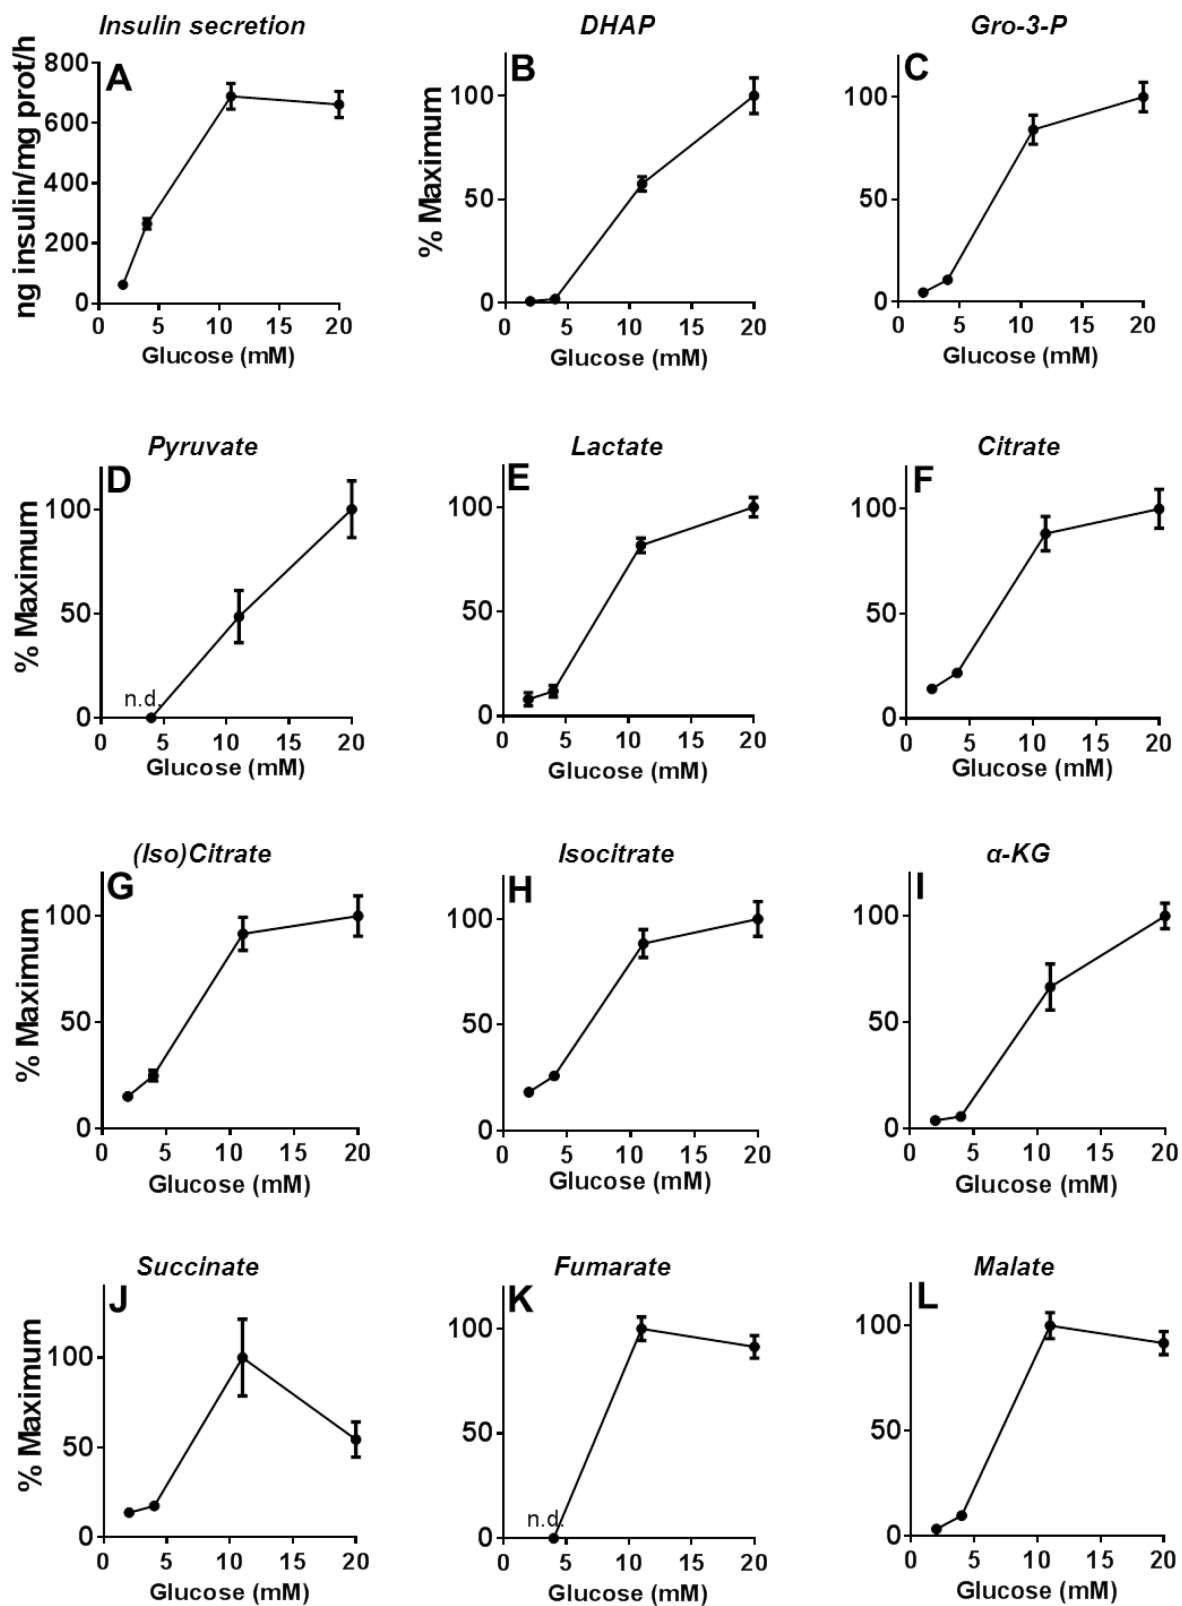 Insulin secretion
DHAP
Gro-3-P
A
B
C
ng insulin/mg prot/h
800
600
400
200
0
0 5 10 15 20
Glucose (mM)
% Maximum
100
50
0
0 5 10 15 20
Glucose (mM)
100
50
0
0 5 10 15 20
Glucose (mM)
Pyruvate
Lactate
Citrate
D
E
F
% Maximum
100
50
0
n.d.
0 5 10 15 20
Glucose (mM)
100
50
0
0 5 10 15 20
Glucose (mM)
100
50
0
0 5 10 15 20
Glucose (mM)
(Iso)Citrate
Isocitrate
α-KG
G
H
I
% Maximum
100
50
0
0 5 10 15 20
Glucose (mM)
100
50
0
0 5 10 15 20
Glucose (mM)
100
50
0
0 5 10 15 20
Glucose (mM)
Succinate
Fumarate
Malate
J
K
L
% Maximum
100
50
0
0 5 10 15 20
Glucose (mM)
100
50
0
n.d.
0 5 10 15 20
Glucose (mM)
100
50
0
0 5 10 15 20
Glucose (mM)